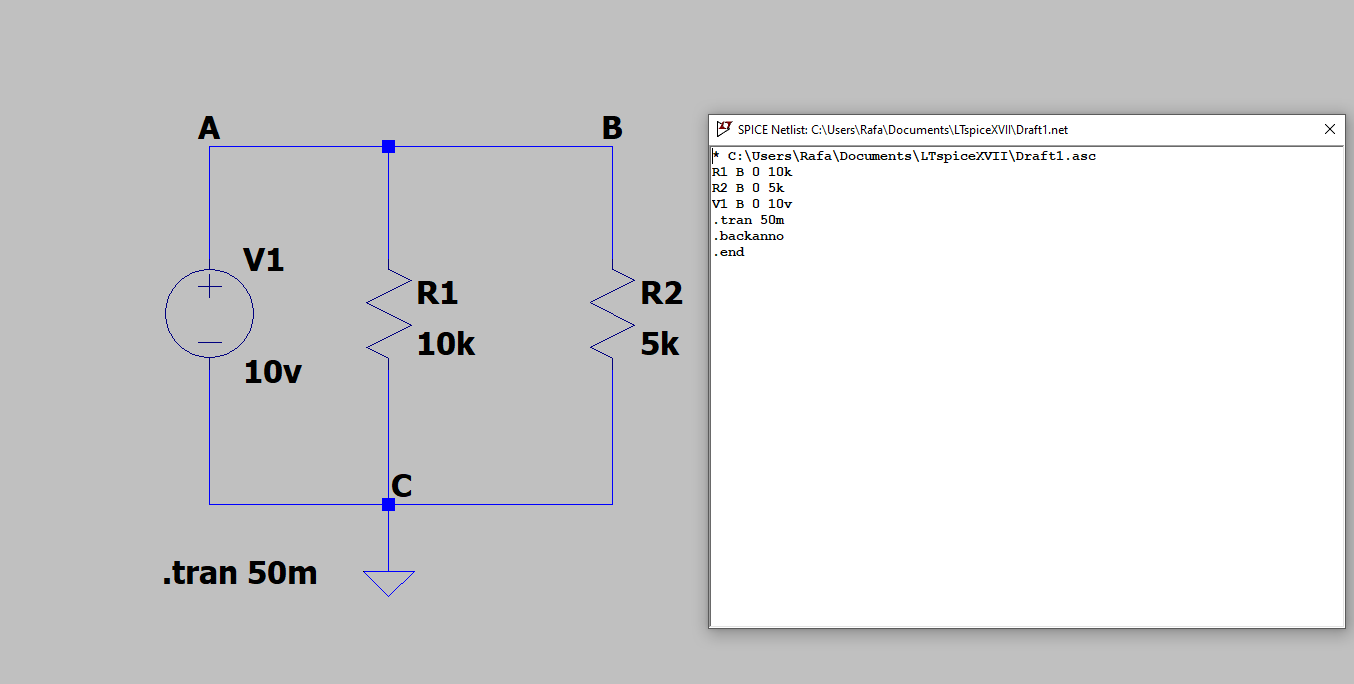 A
B
V1
10v
R1
10k
R2
5k
C
.tran 50m
SPICE Netlist: C:\Users\Rafa\Documents\LTspiceXVII\Draft1.net
* C:\Users\Rafa\Documents\LTspiceXVII\Draft1.asc
R1 B 0 10k
R2 B 0 5k
V1 B 0 10v
.tran 50m
.backanno
.end